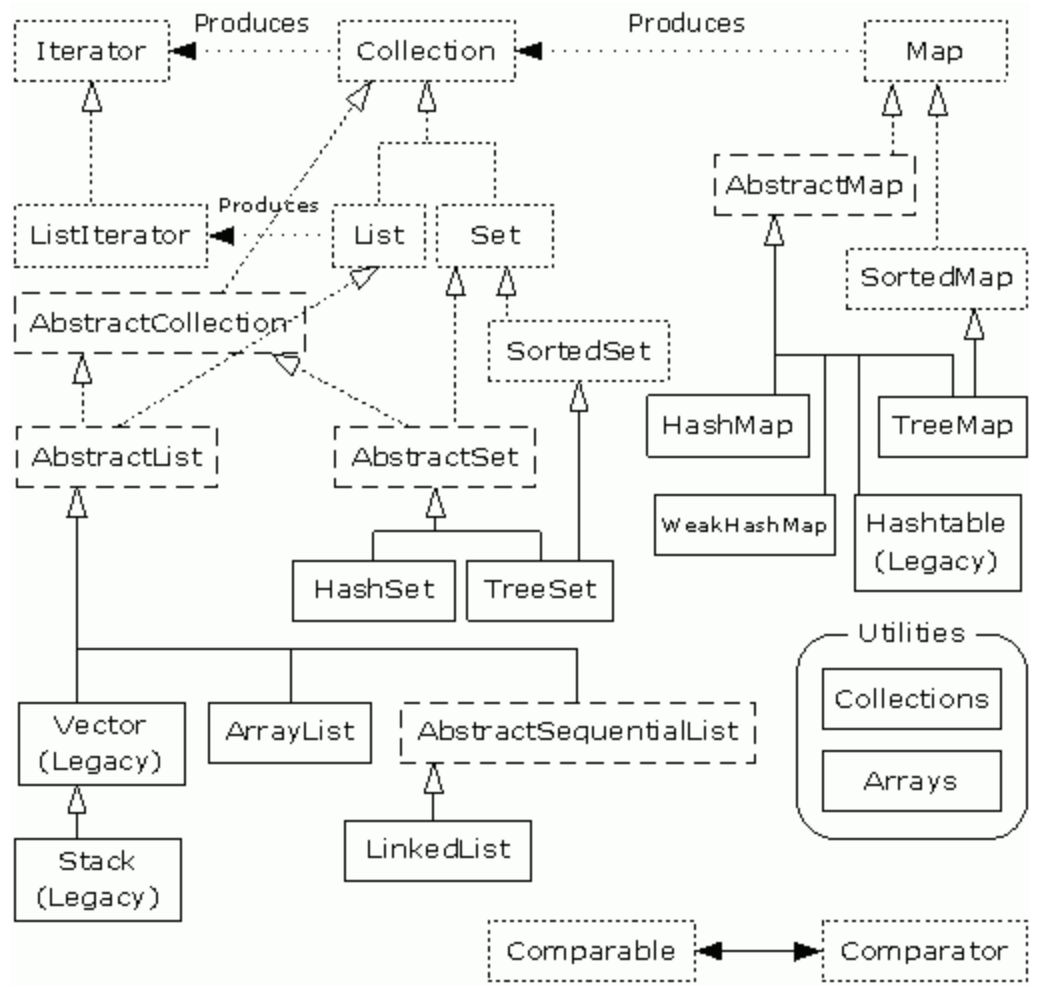 Produces
Produces
Iterator
Collection
Map
AbstractMap
Produces
ListIterator
List
Set
SortedMap
AbstractCollection
SortedSet
HashMap
TreeMap
AbstractList
AbstractSet
WeakHashMap
Hashtable
(Legacy)
HashSet
TreeSet
Utilities
Collections
Vector
(Legacy)
ArrayList
AbstractSequentialList
Arrays
Stack
(Legacy)
LinkedList
Comparable
Comparator